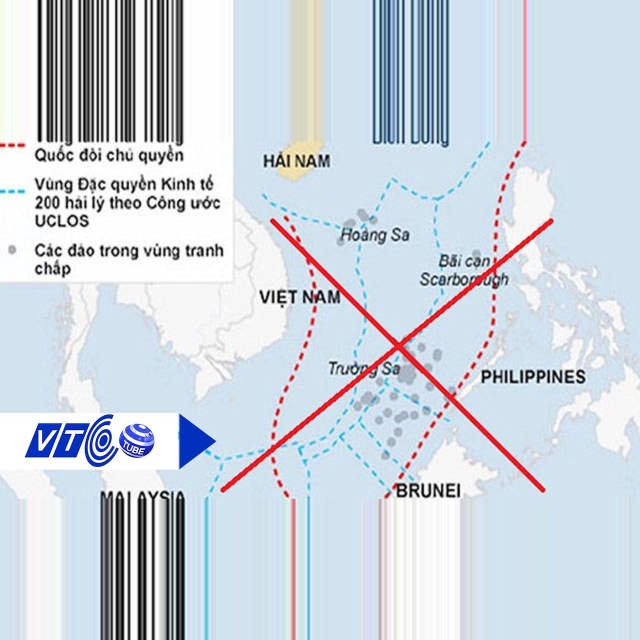 Quốc đòi chủ quyền
Vùng Đặc quyền Kinh tế
200 hải lý theo Công ước
UCLOS
Các đảo trong vùng tranh
chấp
HẢI NAM
Hoàng Sa
Bãi cạn
Scarborough
VIỆT NAM
Trường Sa
PHILIPPINES
VTC
TUBE
MALAYSIA
BRUNEI